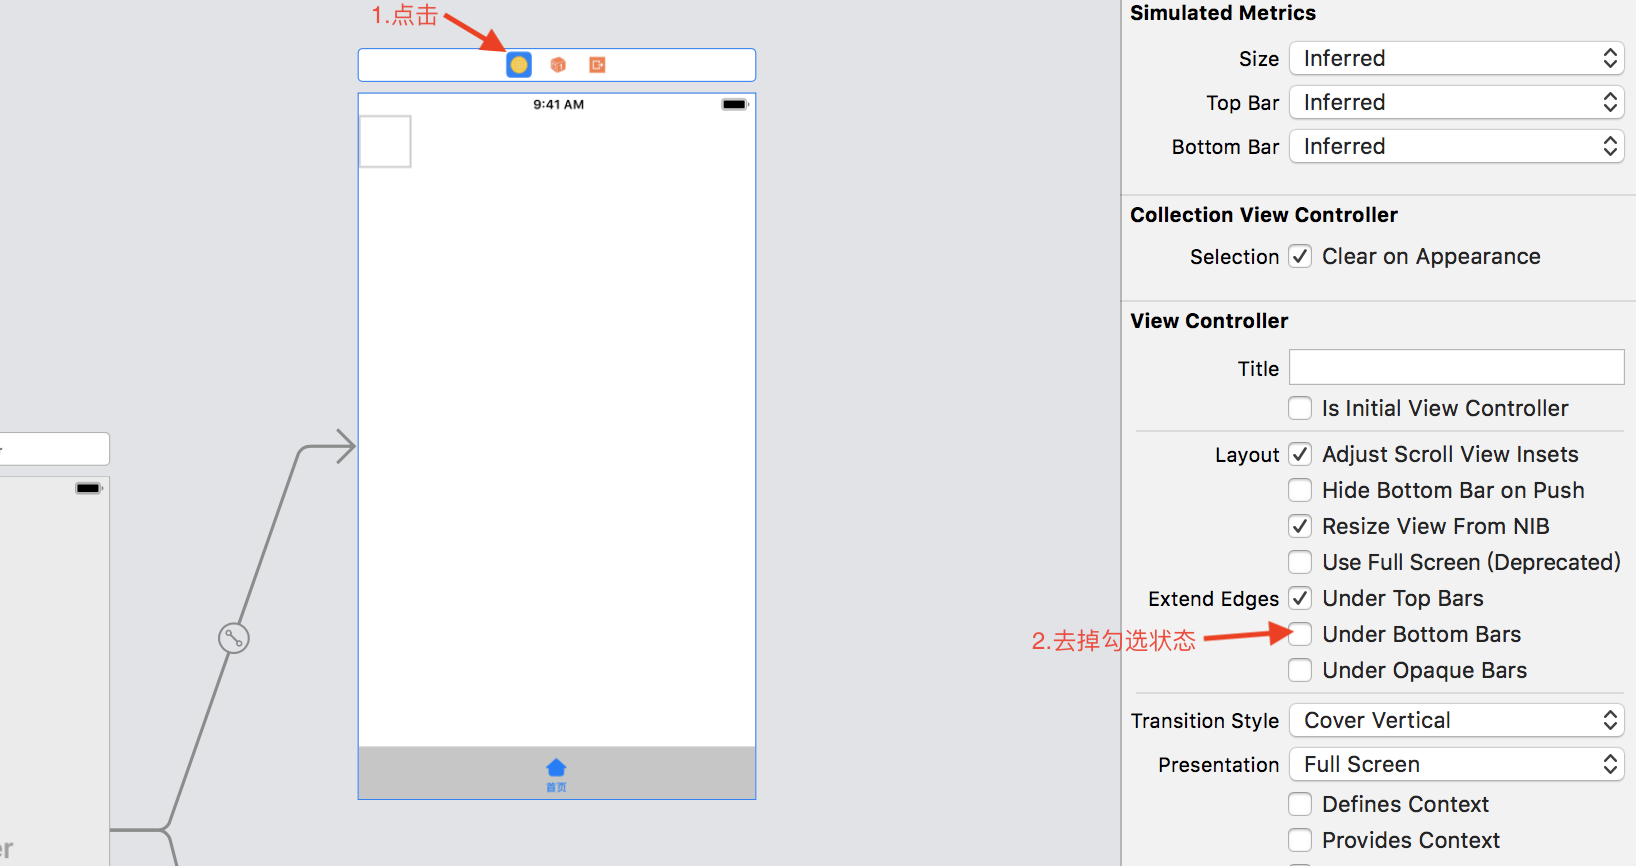 1.点击
9:41 AM
首页
2.去掉勾选状态
Simulated Metrics
Size Inferred
Top Bar Inferred
Bottom Bar Inferred
Collection View Controller
Selection Clear on Appearance
View Controller
Title
Is Initial View Controller
Layout Adjust Scroll View Insets
Hide Bottom Bar on Push
Resize View From NIB
Use Full Screen (Deprecated)
Extend Edges Under Top Bars
Under Bottom Bars
Under Opaque Bars
Transition Style Cover Vertical
Presentation Full Screen
Defines Context
Provides Context